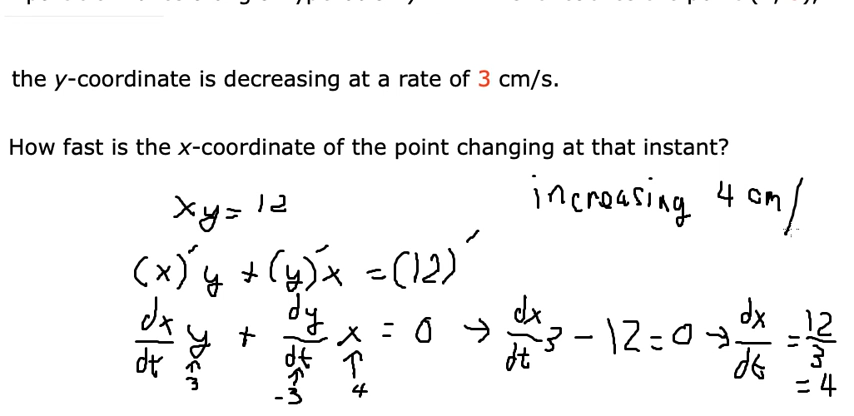 the y-coordinate is decreasing at a rate of 3 cm/s.
How fast is the x-coordinate of the point changing at that instant?
xy = 12
increasing 4 cm/
(x)′y + (y)′x = (12)′
dx/dt y + dy/dt x = 0 → dx/dt 3 - 12 = 0 → dx/dt = 12/3
↑ 3 ↑ -3 ↑ 4
= 4